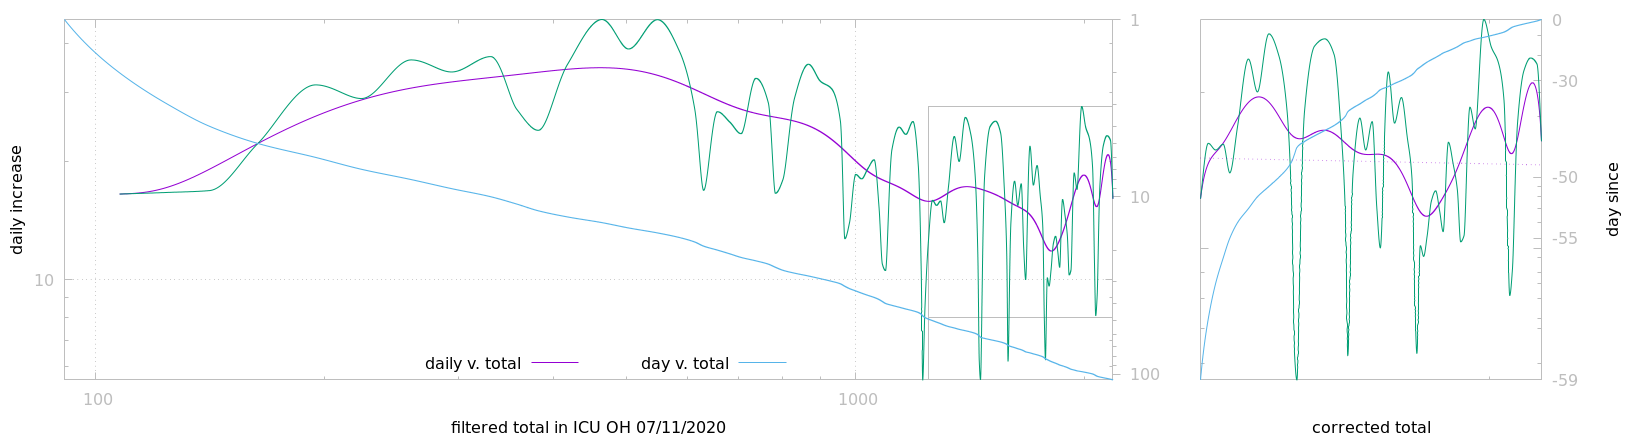 daily increase
10
daily v. total
day v. total
100
1000
filtered total in ICU OH 07/11/2020
1
10
100
0
-30
-50
-55
-59
day since
corrected total